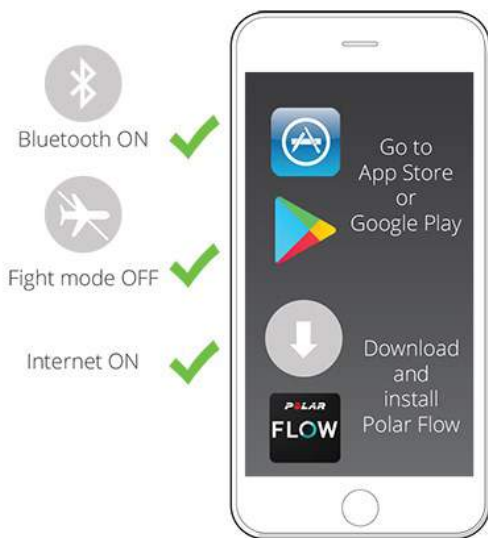 Bluetooth ON
Fight mode OFF
Internet ON
Go to
App Store
or
Google Play
Download
and
install
Polar Flow
POLAR
FLOW